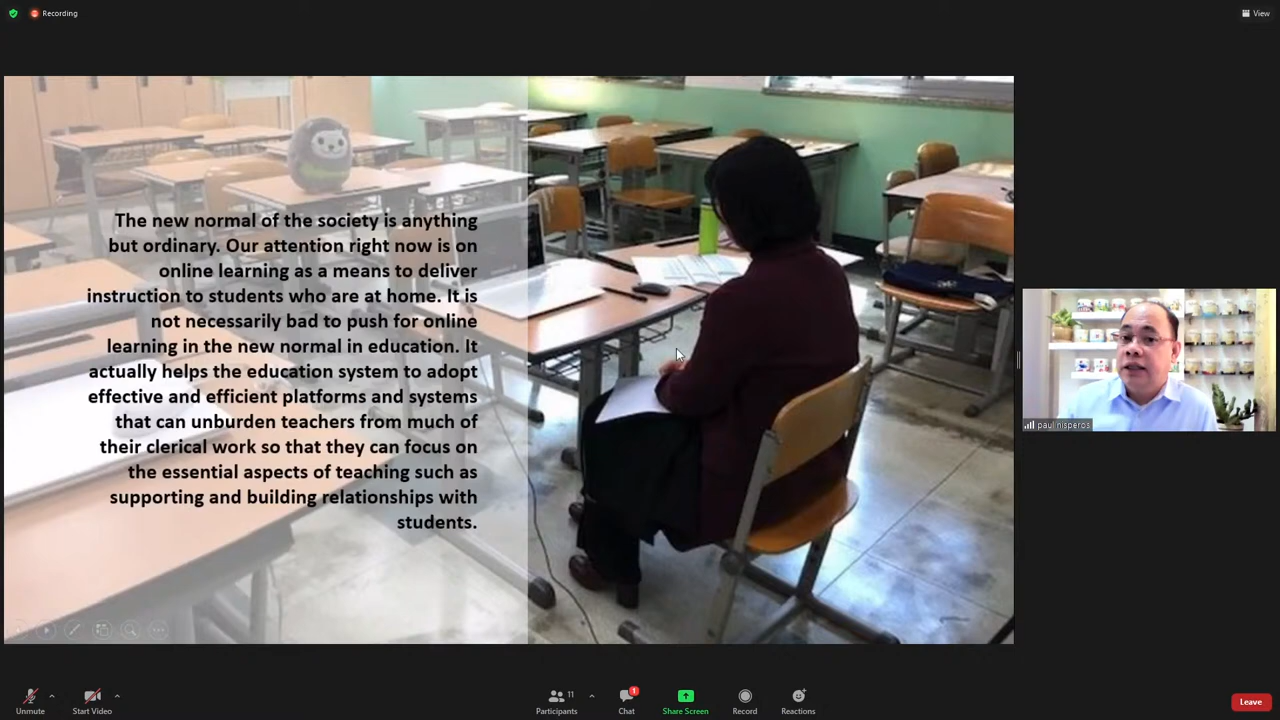 Recording
View
The new normal of the society is anything
but ordinary. Our attention right now is on
online learning as a means to deliver
instruction to students who are at home. It is
not necessarily bad to push for online
learning in the new normal in education. It
actually helps the education system to adopt
effective and efficient platforms and systems
that can unburden teachers from much of
their clerical work so that they can focus on
the essential aspects of teaching such as
supporting and building relationships with
students.
paul nisperos
Unmute
Start Video
Participants
11
Chat
1
Share Screen
Record
Reactions
Leave